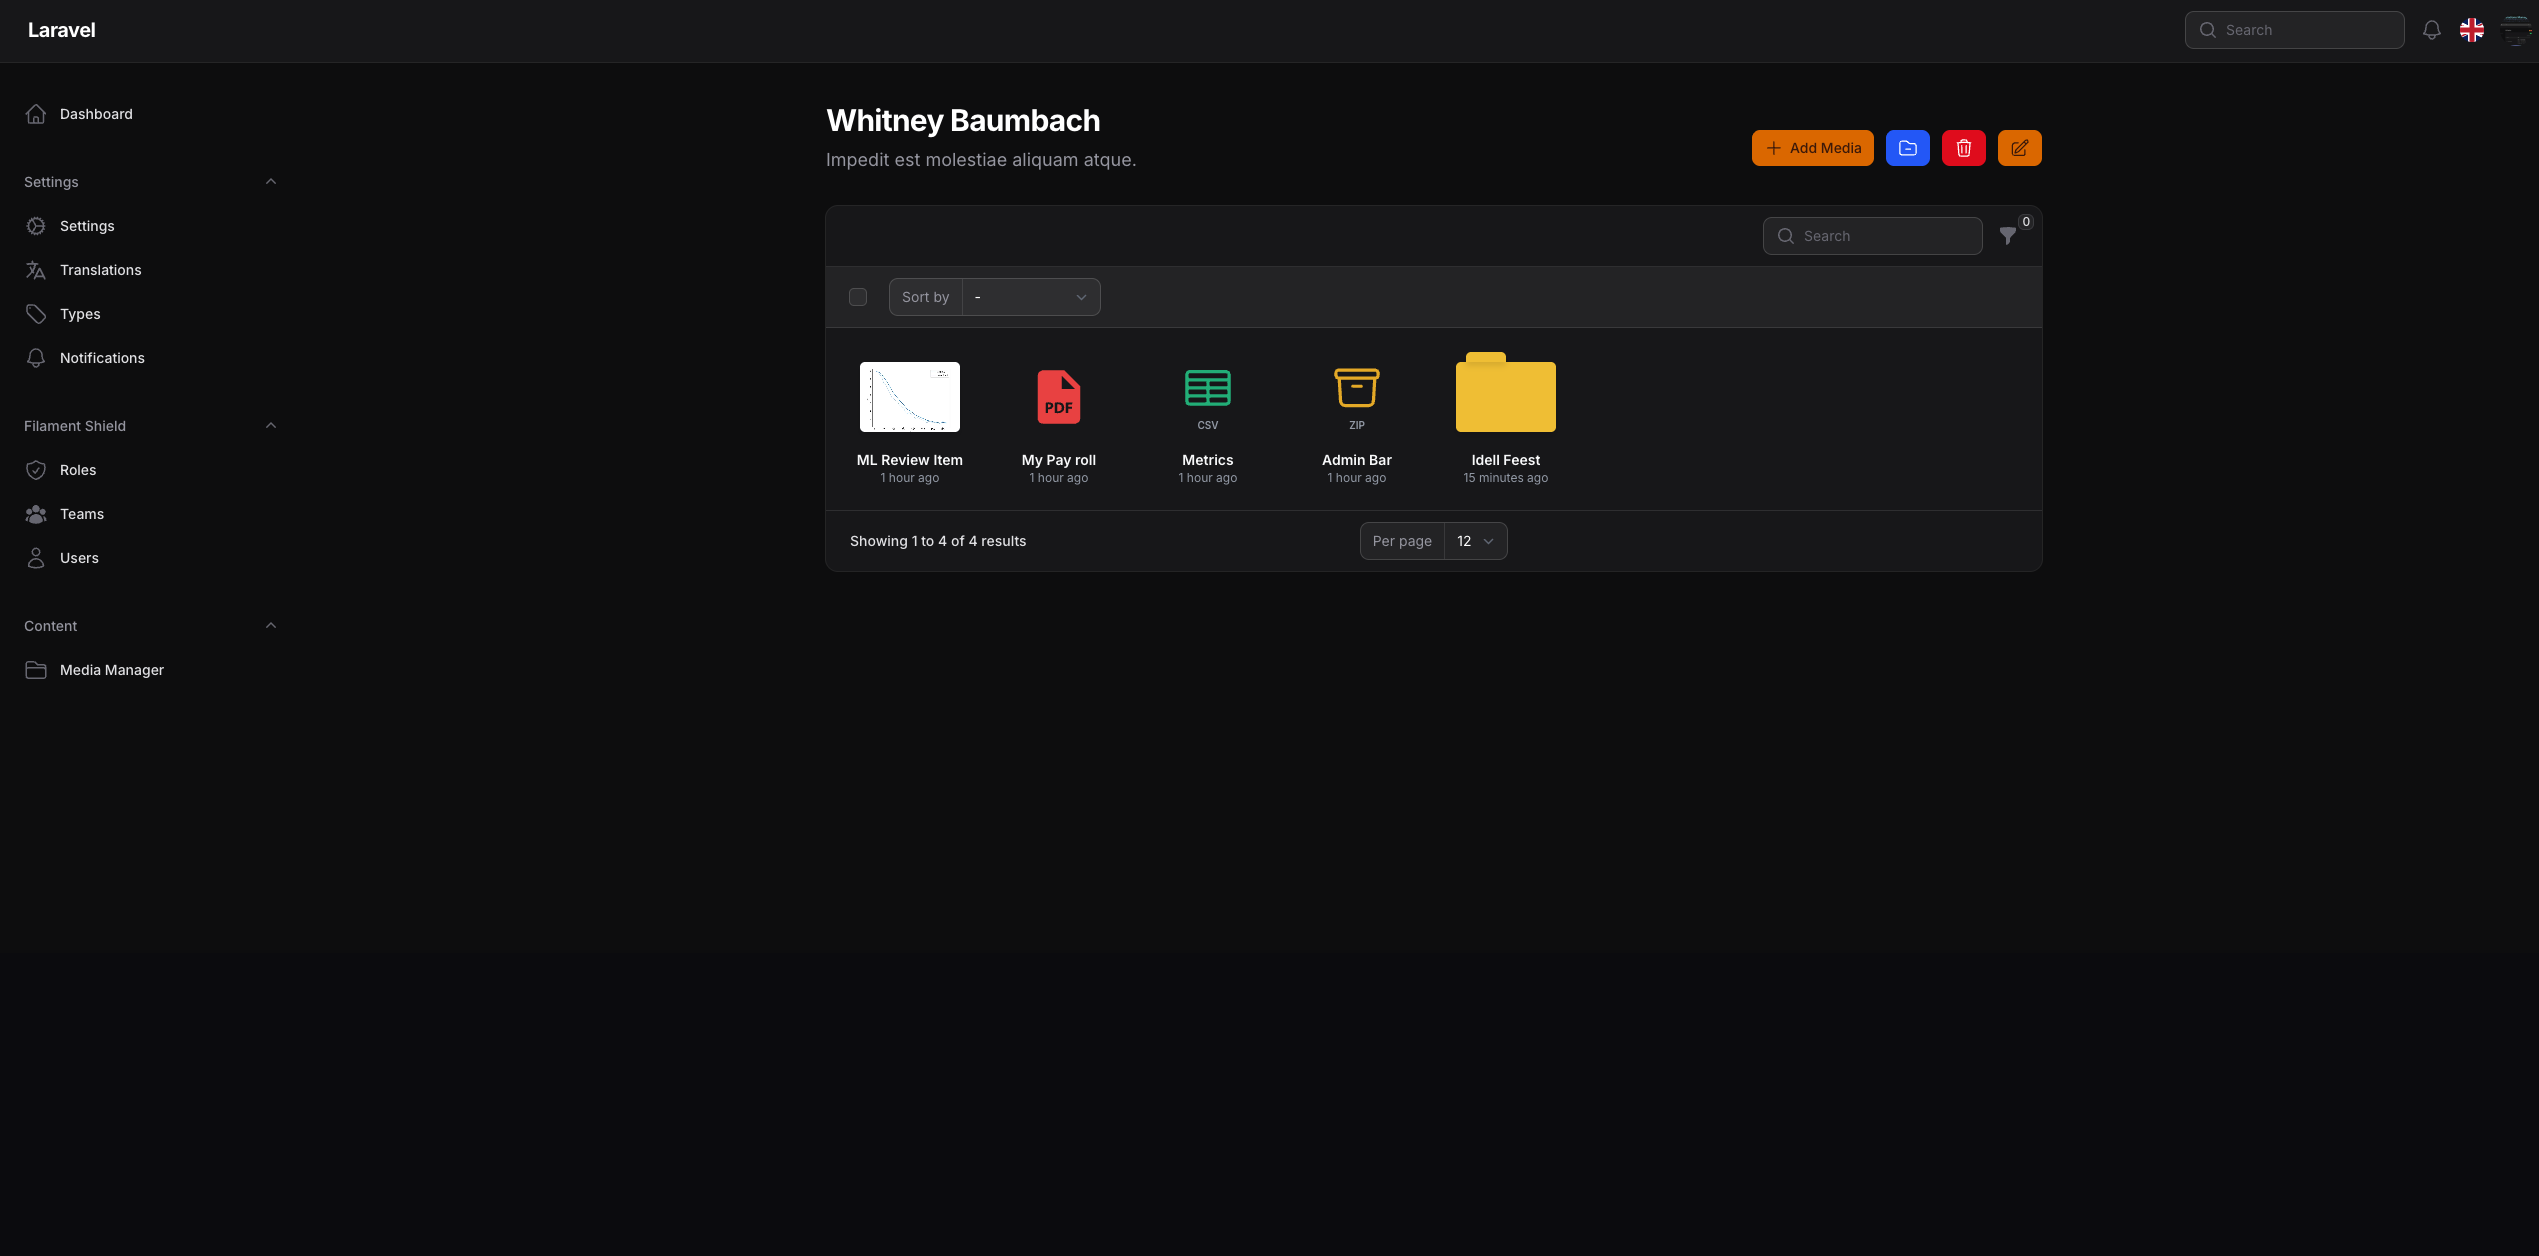 Laravel
Search
Dashboard
Settings
Settings
Translations
Types
Notifications
Filament Shield
Roles
Teams
Users
Content
Media Manager
Whitney Baumbach
Impedit est molestiae aliquam atque.
Add Media
Search
0
Sort by
-
PDF
CSV
ZIP
ML Review Item
1 hour ago
My Pay roll
1 hour ago
Metrics
1 hour ago
Admin Bar
1 hour ago
Idell Feest
15 minutes ago
Showing 1 to 4 of 4 results
Per page
12